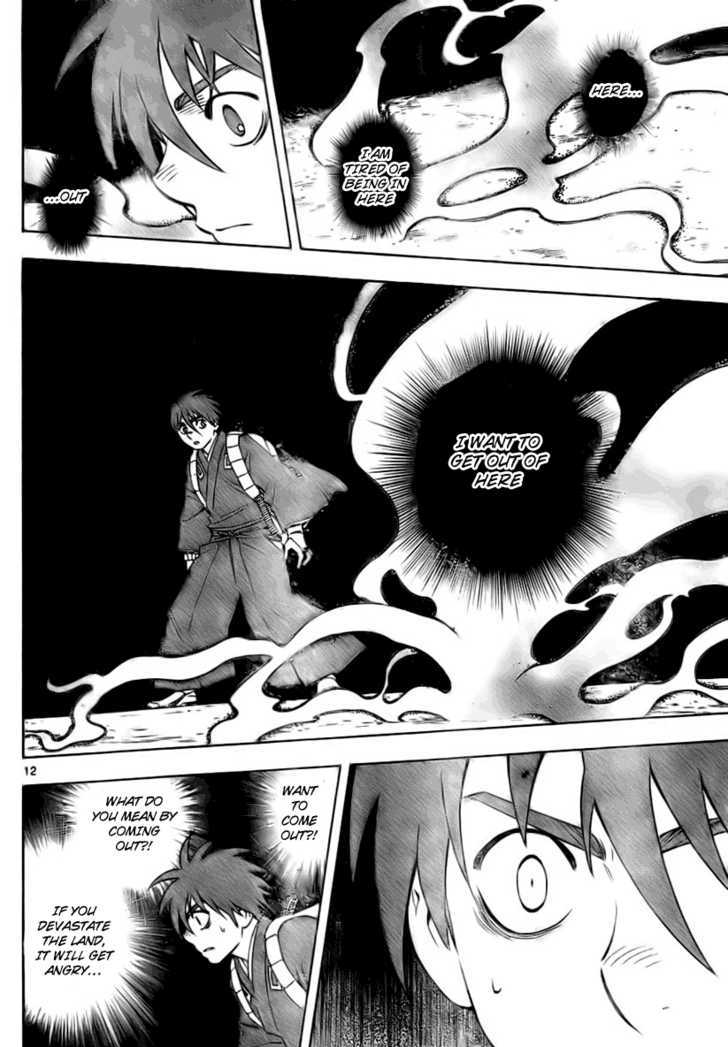 HERE...
I AM
TIRED OF
BEING IN
HERE
...OUT
I WANT TO
GET OUT OF
HERE
WANT
TO
COME
OUT?!
WHAT DO
YOU MEAN BY
COMING
OUT?!
IF YOU
DEVASTATE
THE LAND,
IT WILL GET
ANGRY...
12